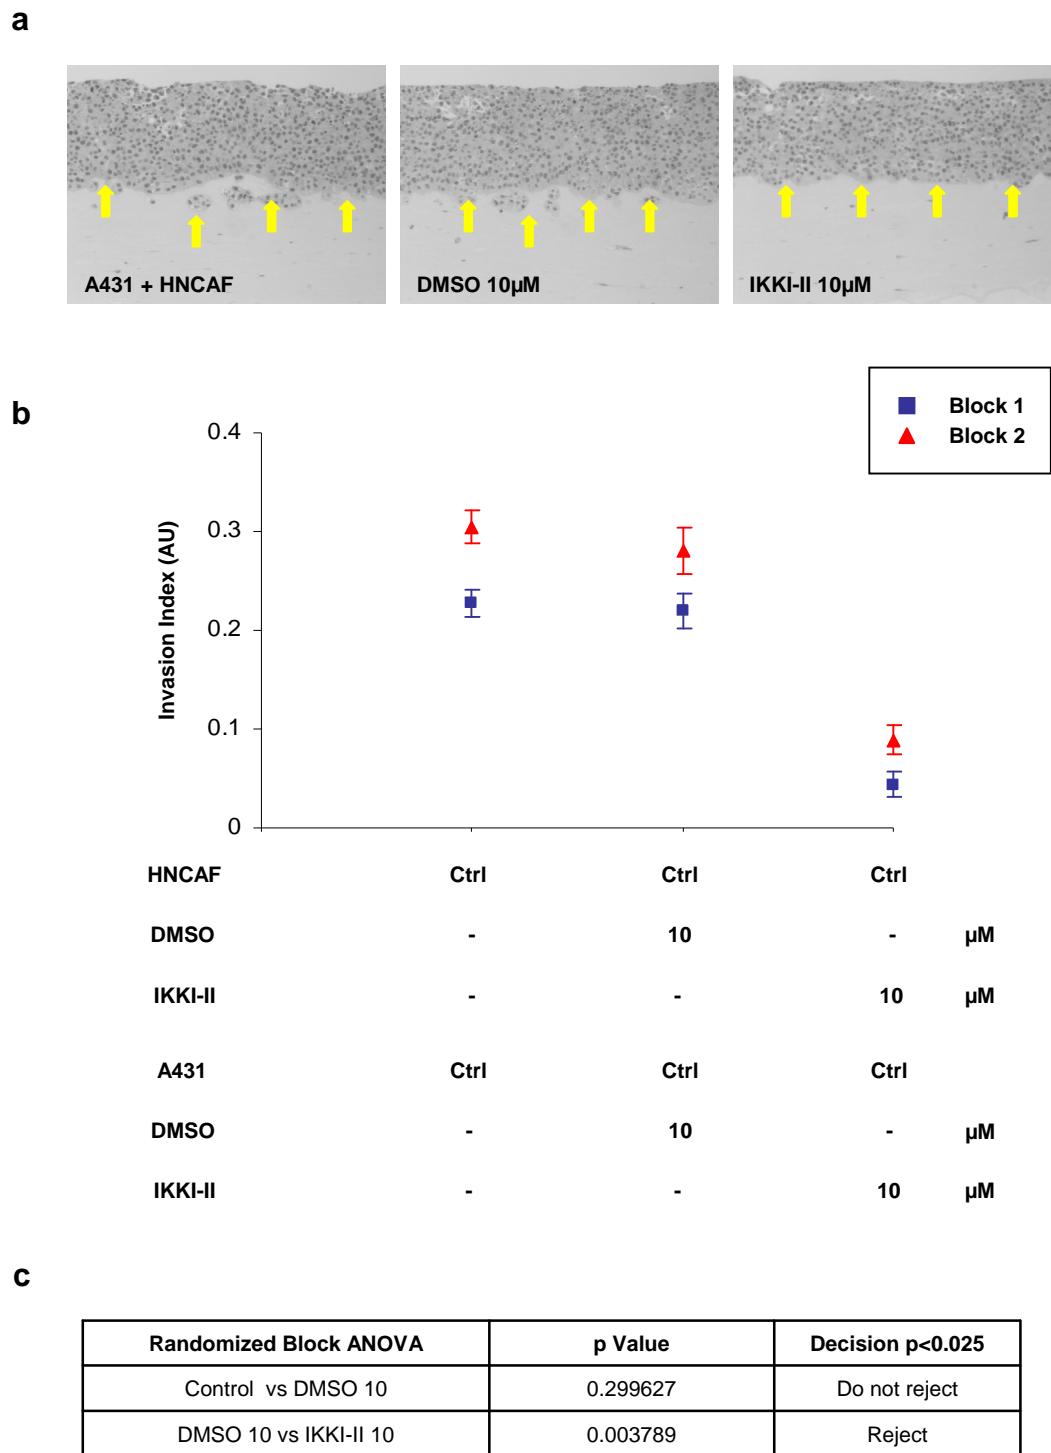 a
A431 + HNCAF
DMSO 10µM
IKKI-II 10µM
b
Block 1
Block 2
Invasion Index (AU)
0.4
0.3
0.2
0.1
0
HNCAF Ctrl Ctrl Ctrl
DMSO - 10 - µM
IKKI-II - - 10 µM
A431 Ctrl Ctrl Ctrl
DMSO - 10 - µM
IKKI-II - - 10 µM
c
Randomized Block ANOVA p Value Decision p<0.025
Control vs DMSO 10 0.299627 Do not reject
DMSO 10 vs IKKI-II 10 0.003789 Reject